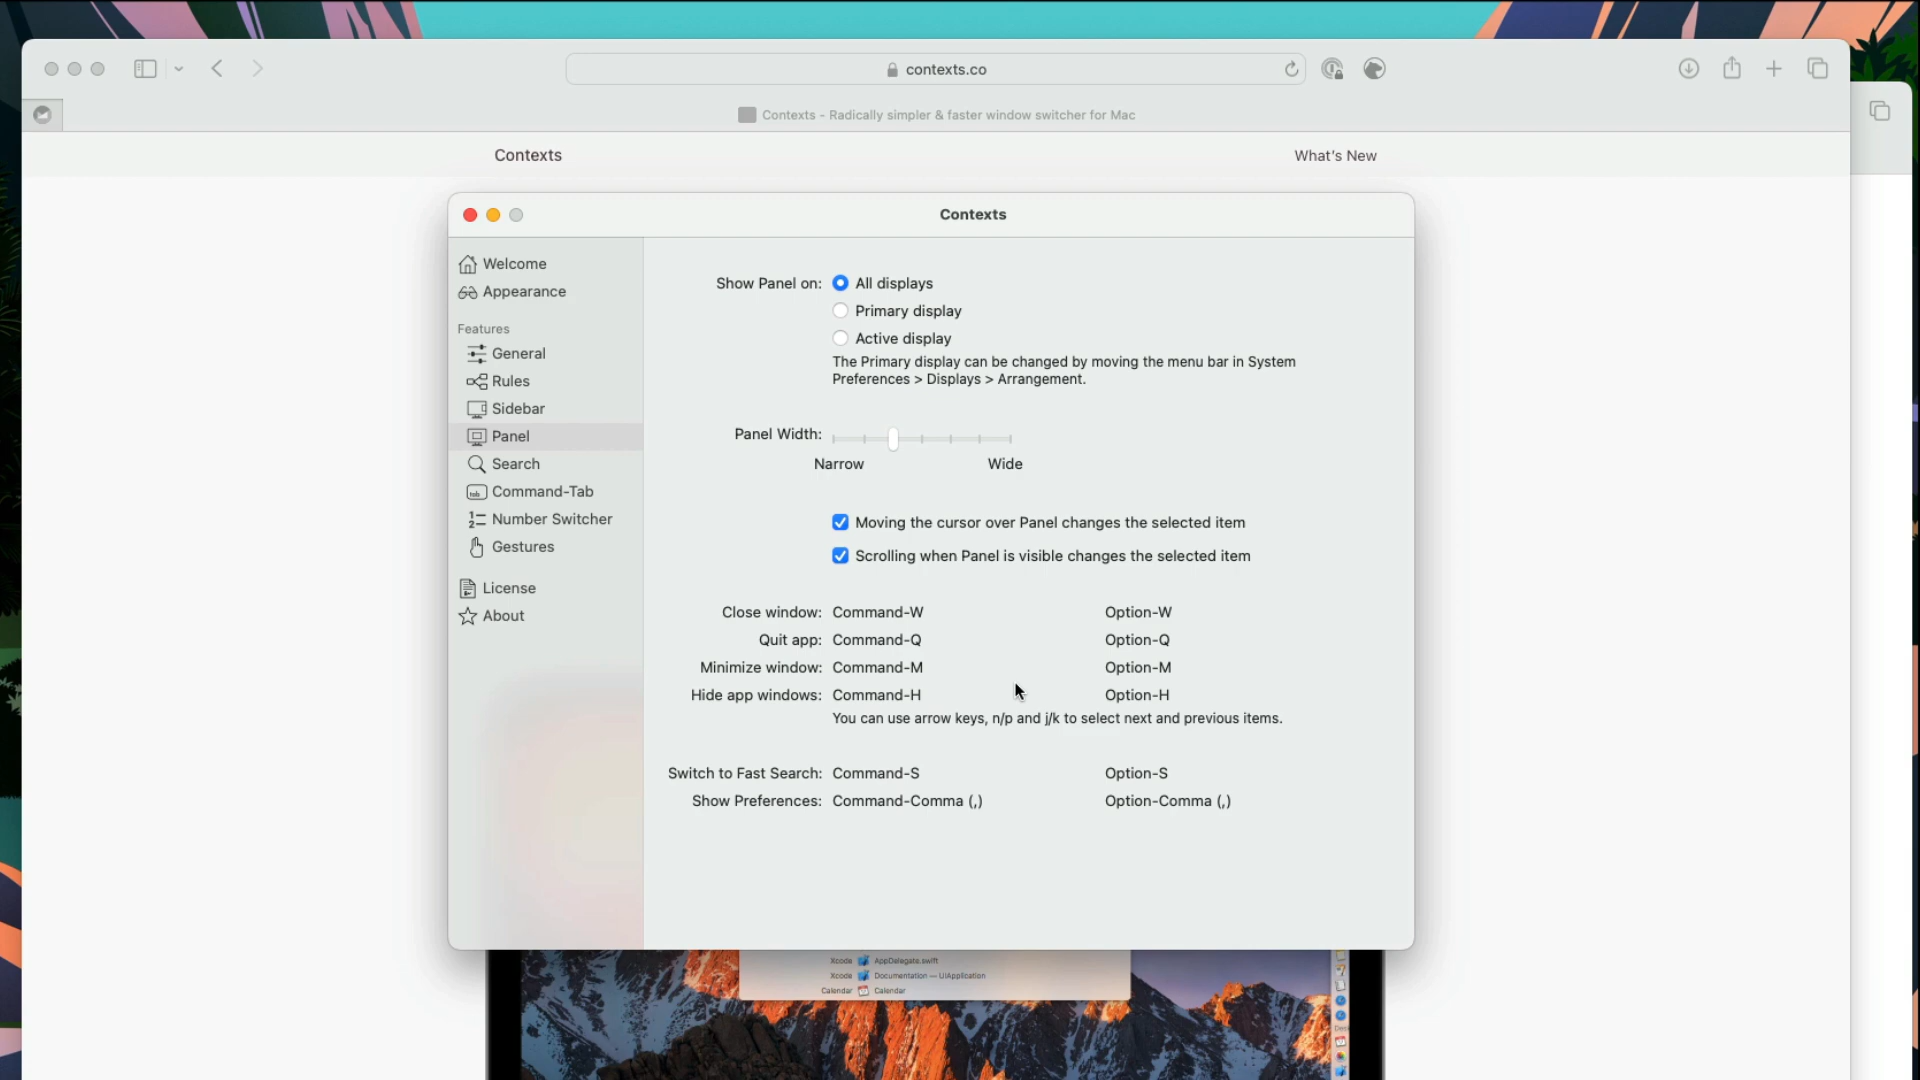 contexts.co
Contexts - Radically simpler & faster window switcher for Mac
Contexts
What's New
Contexts
Welcome
Appearance
Features
General
Rules
Sidebar
Panel
Search
tab Command-Tab
Number Switcher
Gestures
License
About
Show Panel on: All displays
Primary display
Active display
The Primary display can be changed by moving the menu bar in System
Preferences > Displays > Arrangement.
Panel Width:
Narrow Wide
Moving the cursor over Panel changes the selected item
Scrolling when Panel is visible changes the selected item
Close window: Command-W Option-W
Quit app: Command-Q Option-Q
Minimize window: Command-M Option-M
Hide app windows: Command-H Option-H
You can use arrow keys, n/p and j/k to select next and previous items.
Switch to Fast Search: Command-S Option-S
Show Preferences: Command-Comma (,) Option-Comma (,)
Xcode AppDelegate.swift
Xcode Documentation — UIApplication
Calendar Calendar